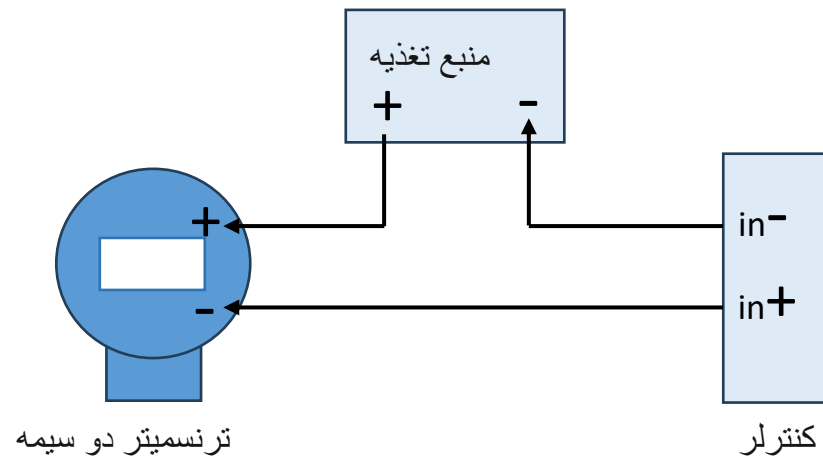 منبع تغذیه
+ -
+
in-
-
in+
ترنسمیتر دو سیمه
کنترلر